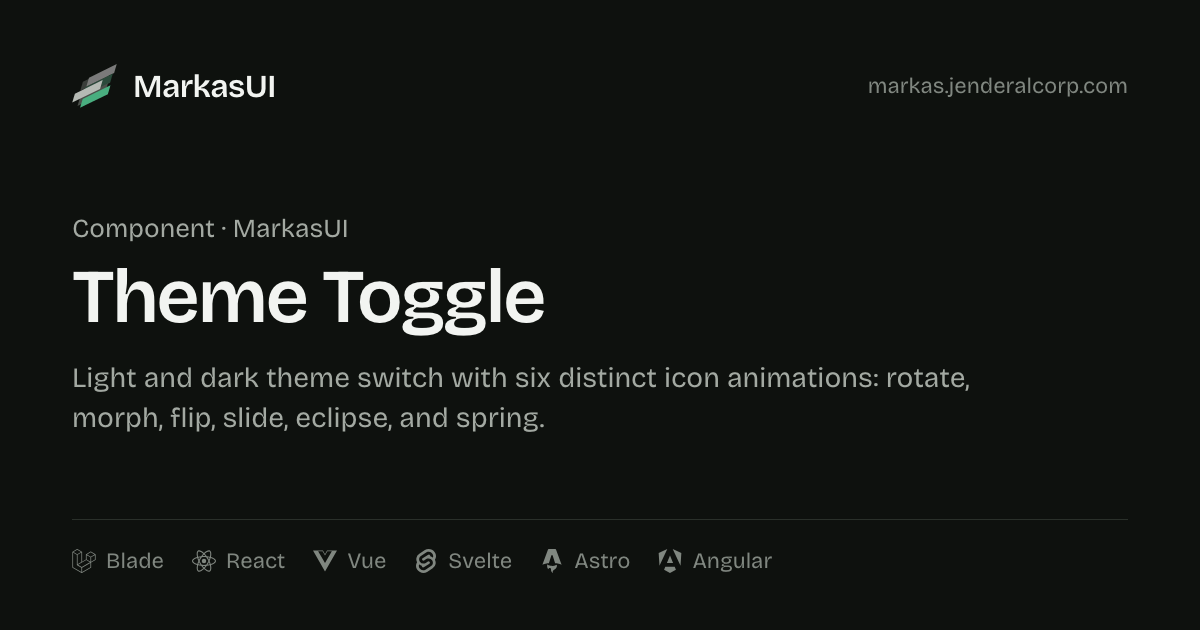 MarkasUI
markas.jenderalcorp.com
Component · MarkasUI
Theme Toggle
Light and dark theme switch with six distinct icon animations: rotate,
morph, flip, slide, eclipse, and spring.
Blade React Vue Svelte Astro Angular